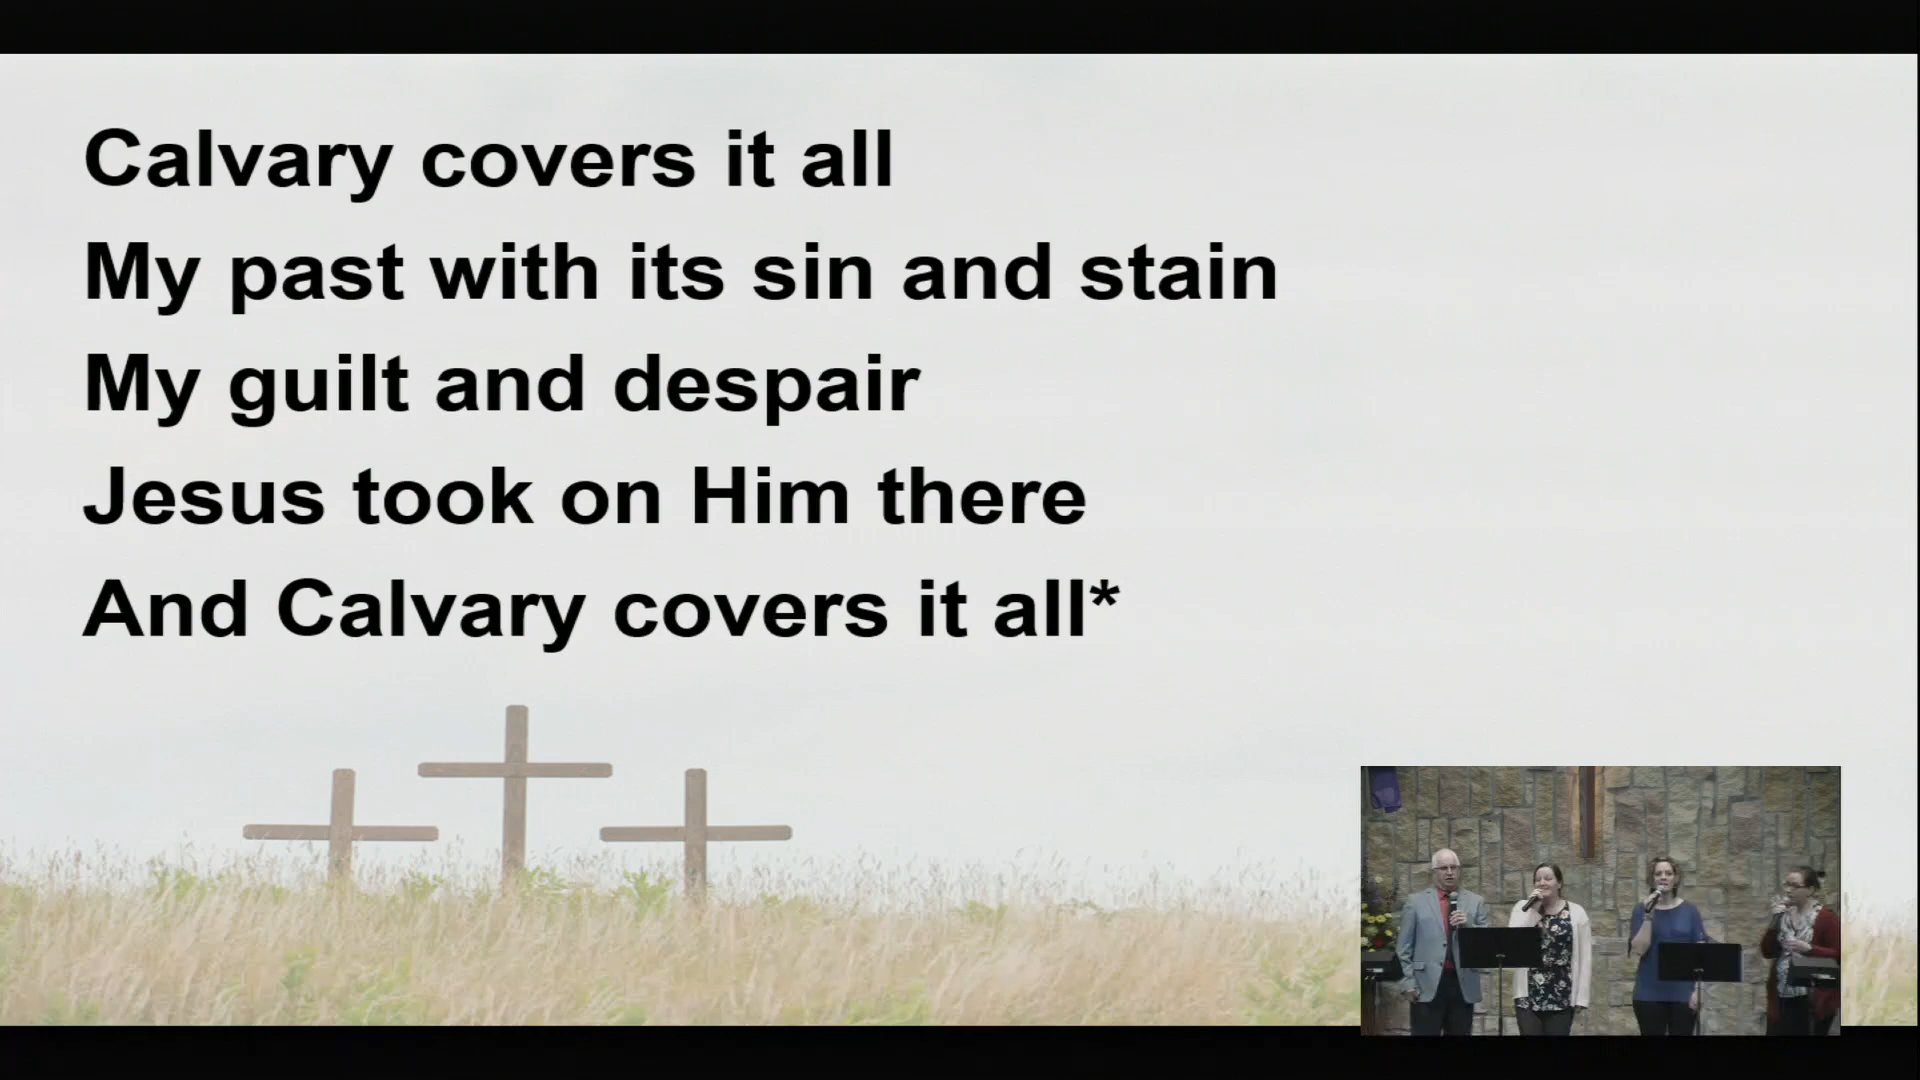 Calvary covers it all
My past with its sin and stain
My guilt and despair
Jesus took on Him there
And Calvary covers it all*